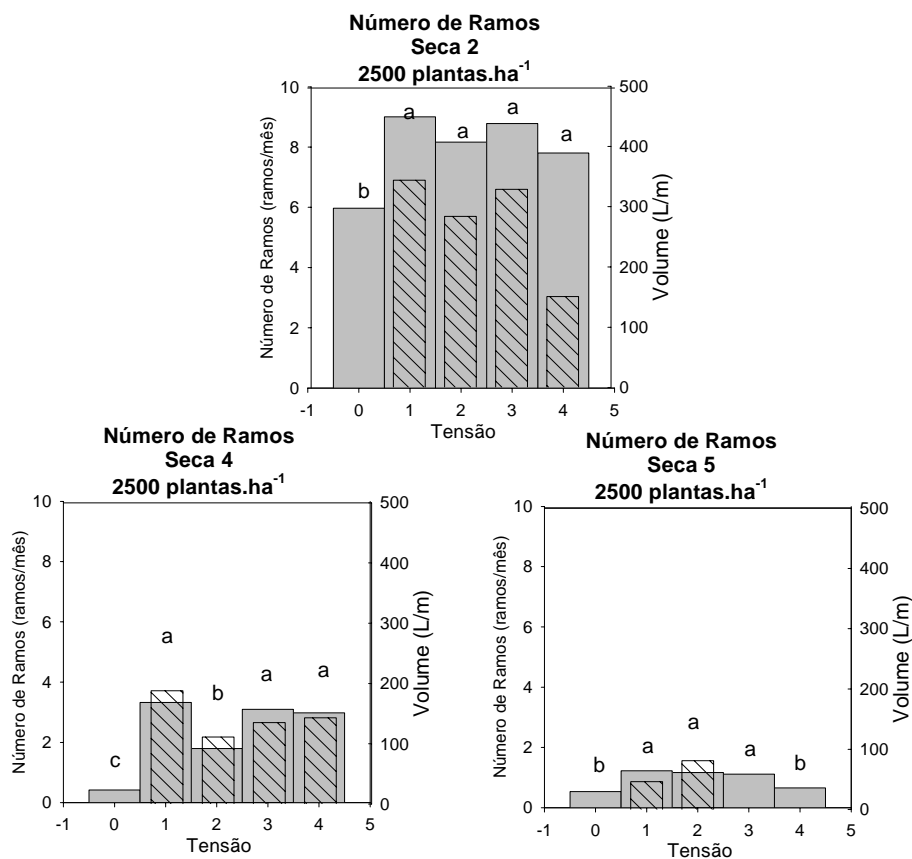 Número de Ramos
Seca 2
2500 plantas.ha⁻¹
Número de Ramos (ramos/mês)
10
8
6
4
2
0
b
a
a
a
a
500
400
300
200
100
0
Volume (L/m)
-1 0 1 2 3 4 5
Tensão
Número de Ramos
Seca 4
2500 plantas.ha⁻¹
Número de Ramos (ramos/mês)
10
8
6
4
2
0
c
a
b
a
a
500
400
300
200
100
0
Volume (L/m)
-1 0 1 2 3 4 5
Tensão
Número de Ramos
Seca 5
2500 plantas.ha⁻¹
Número de Ramos (ramos/mês)
10
8
6
4
2
0
b
a
a
a
b
500
400
300
200
100
0
Volume (L/m)
-1 0 1 2 3 4 5
Tensão